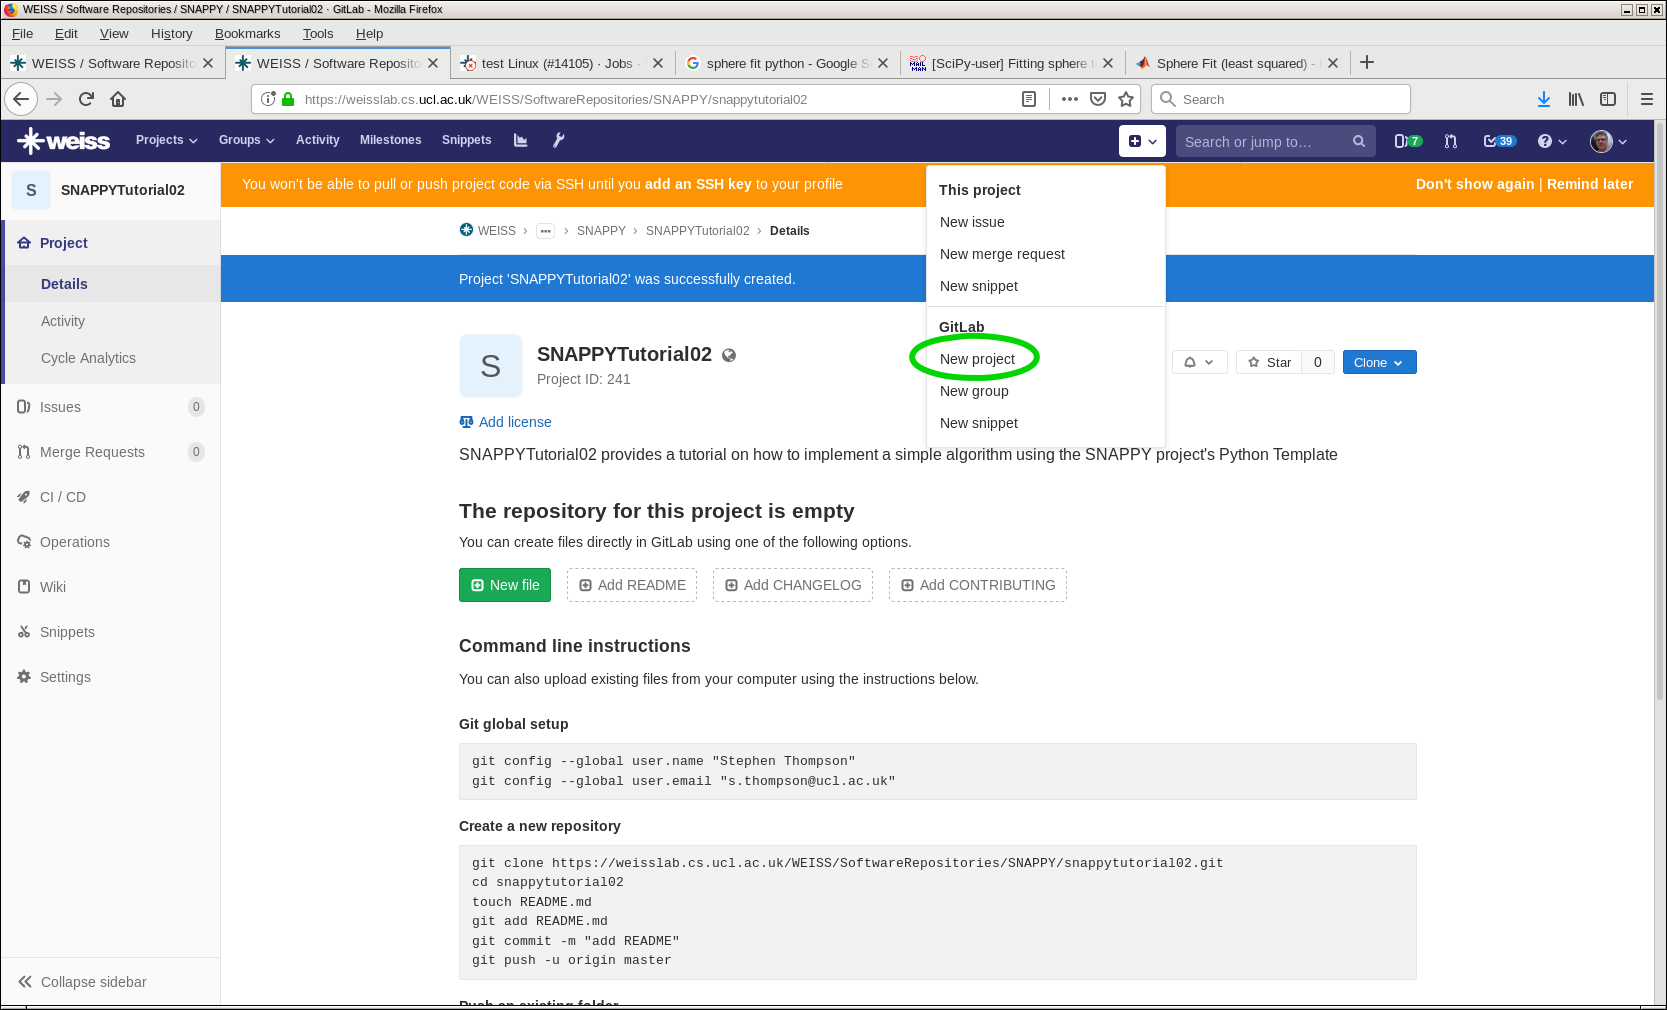 WEISS / Software Repositories / SNAPPY / SNAPPYTutorial02 · GitLab - Mozilla Firefox
File Edit View History Bookmarks Tools Help
WEISS / Software Reposito
WEISS / Software Reposito
test Linux (#14105) · Jobs ·
sphere fit python - Google S
[SciPy-user] Fitting sphere t
Sphere Fit (least squared) -
https://weisslab.cs.ucl.ac.uk/WEISS/SoftwareRepositories/SNAPPY/snappytutorial02
Search
weiss
Projects Groups Activity Milestones Snippets
Search or jump to…
7
39
S SNAPPYTutorial02
You won't be able to pull or push project code via SSH until you add an SSH key to your profile
Don't show again | Remind later
Project
Details
Activity
Cycle Analytics
Issues 0
Merge Requests 0
CI / CD
Operations
Wiki
Snippets
Settings
Collapse sidebar
WEISS › ••• › SNAPPY › SNAPPYTutorial02 › Details
Project 'SNAPPYTutorial02' was successfully created.
This project
New issue
New merge request
New snippet
GitLab
New project
New group
New snippet
S
SNAPPYTutorial02
Project ID: 241
Star 0
Clone
Add license
SNAPPYTutorial02 provides a tutorial on how to implement a simple algorithm using the SNAPPY project's Python Template
The repository for this project is empty
You can create files directly in GitLab using one of the following options.
New file Add README Add CHANGELOG Add CONTRIBUTING
Command line instructions
You can also upload existing files from your computer using the instructions below.
Git global setup
git config --global user.name "Stephen Thompson"
git config --global user.email "s.thompson@ucl.ac.uk"
Create a new repository
git clone https://weisslab.cs.ucl.ac.uk/WEISS/SoftwareRepositories/SNAPPY/snappytutorial02.git
cd snappytutorial02
touch README.md
git add README.md
git commit -m "add README"
git push -u origin master
Push an existing folder